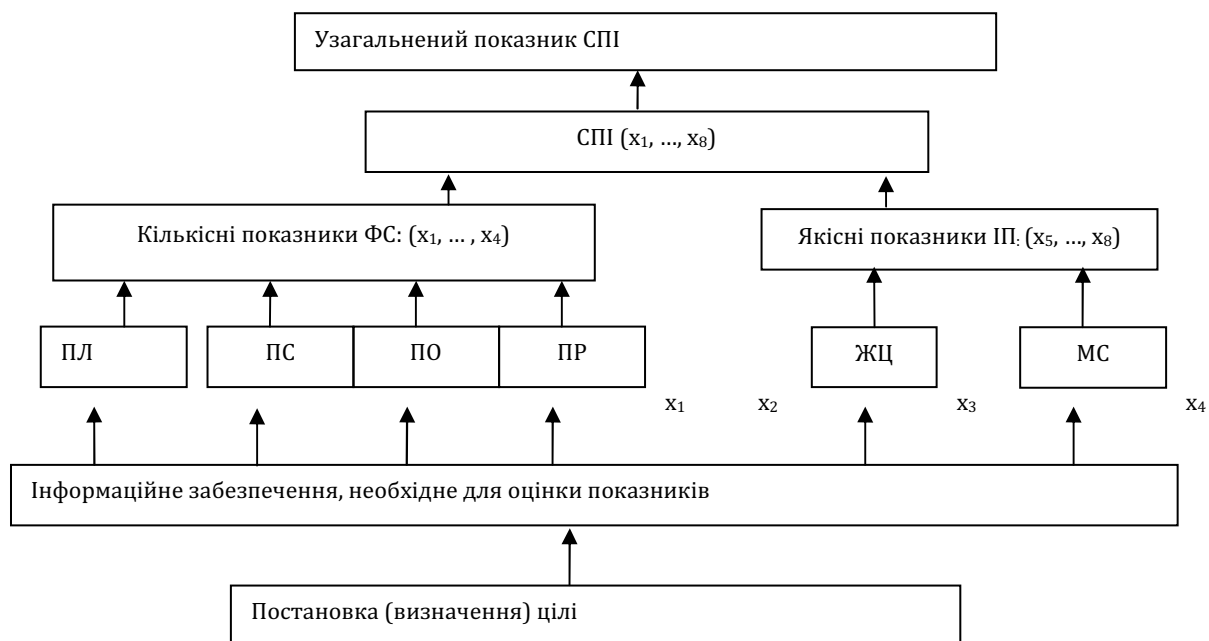 Узагальнений показник СПІ
СПІ (x₁, ..., x₈)
Кількісні показники ФС: (x₁, ... , x₄)
Якісні показники ІП: (x₅, ..., x₈)
ПЛ ПС ПО ПР ЖЦ МС
x₁ x₂ x₃ x₄
Інформаційне забезпечення, необхідне для оцінки показників
Постановка (визначення) цілі